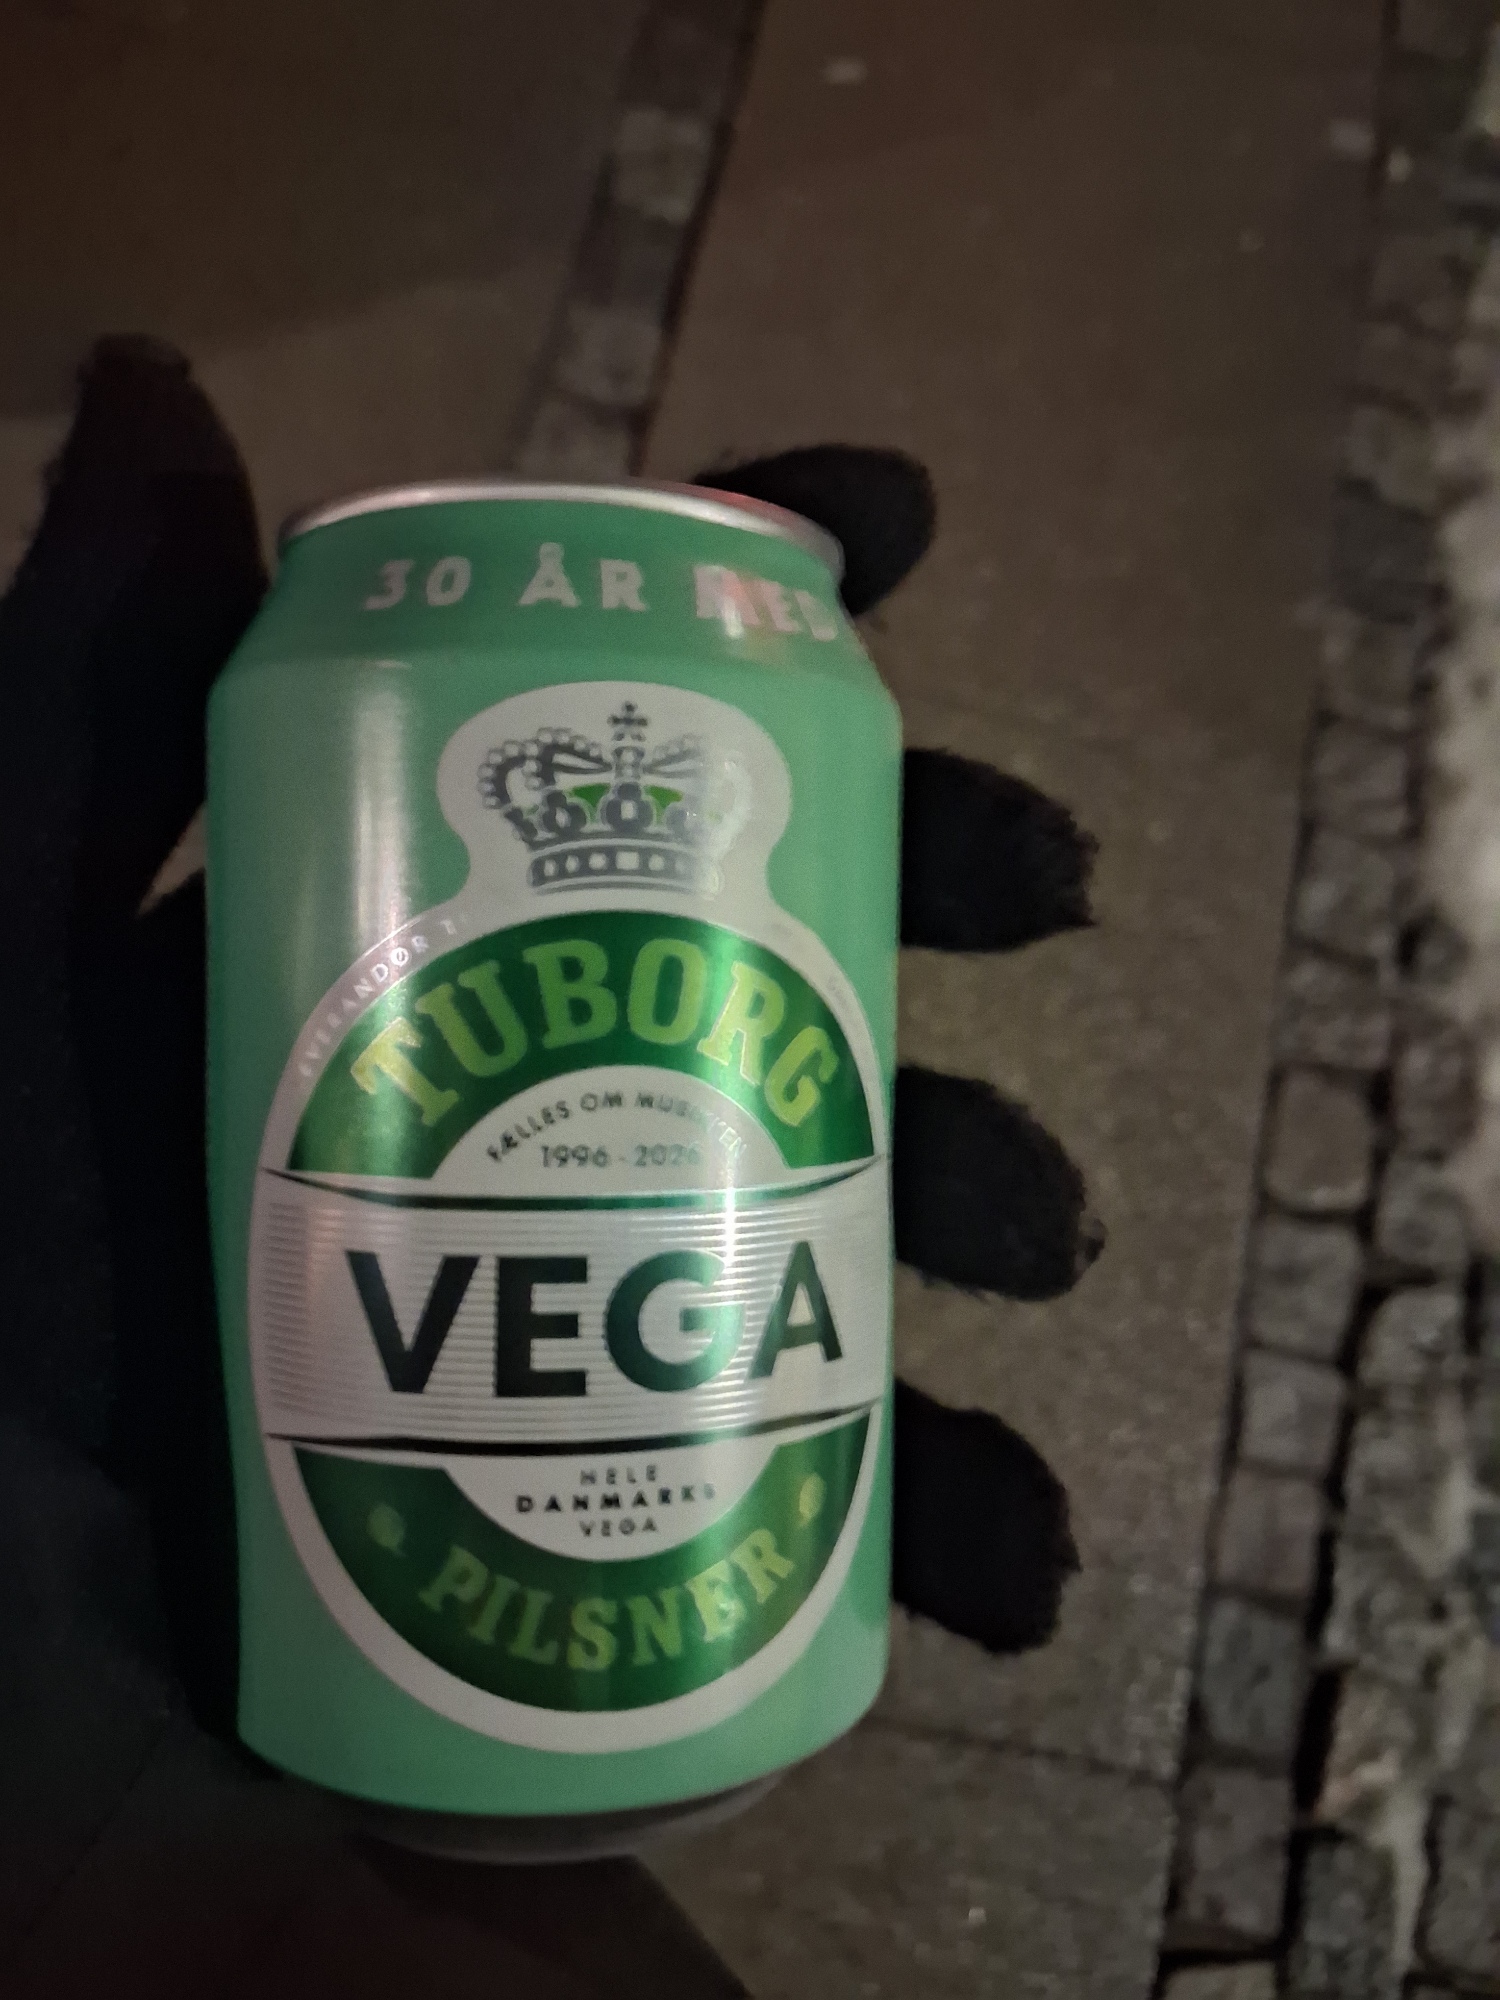 30 ÅR MED
TUBORG
FÆLLES OM MUSIKKEN
1996 - 2026
VEGA
HELE
DANMARKS
VEGA
PILSNER